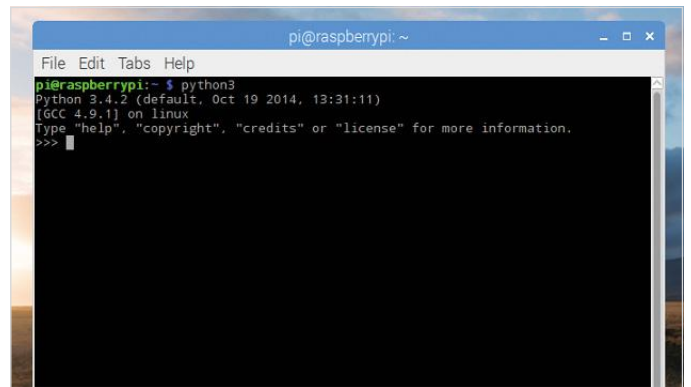 pi@raspberrypi: ~
File Edit Tabs Help
pi@raspberrypi:~ $ python3
Python 3.4.2 (default, Oct 19 2014, 13:31:11)
[GCC 4.9.1] on linux
Type "help", "copyright", "credits" or "license" for more information.
>>>